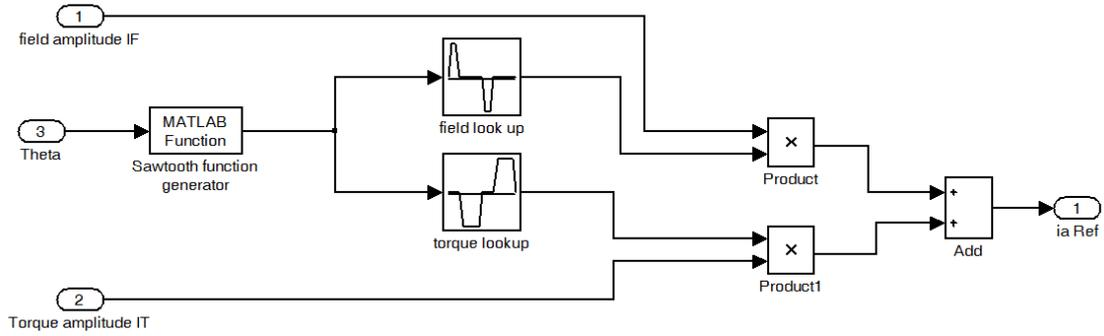 1
field amplitude IF
field look up
3
Theta
MATLAB
Function
Sawtooth function
generator
×
Product
torque lookup
+
+
Add
1
ia Ref
×
Product1
2
Torque amplitude IT